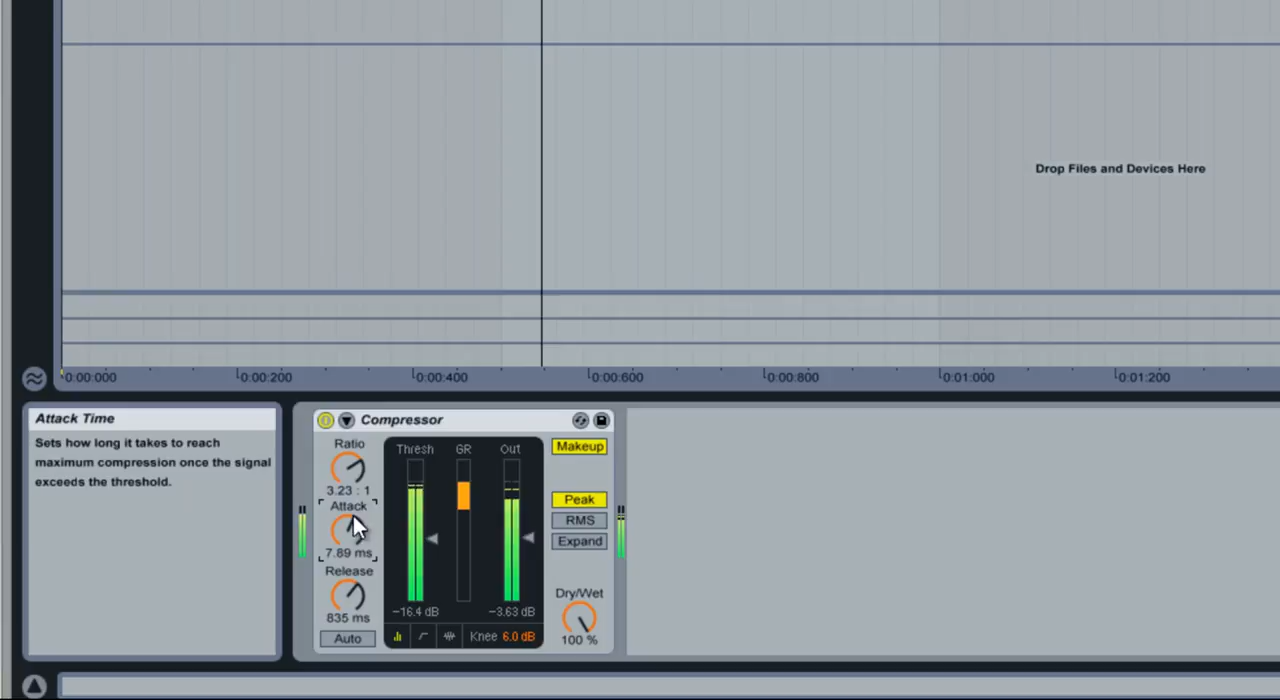 Drop Files and Devices Here
0:00:000
0:00:200
0:00:400
0:00:600
0:00:800
0:01:000
0:01:200
Attack Time
Sets how long it takes to reach
maximum compression once the signal
exceeds the threshold.
Compressor
Ratio
3.23 : 1
Attack
7.89 ms
Release
835 ms
Auto
Thresh
GR
Out
-16.4 dB
-3.63 dB
Knee 6.0 dB
Makeup
Peak
RMS
Expand
Dry/Wet
100 %